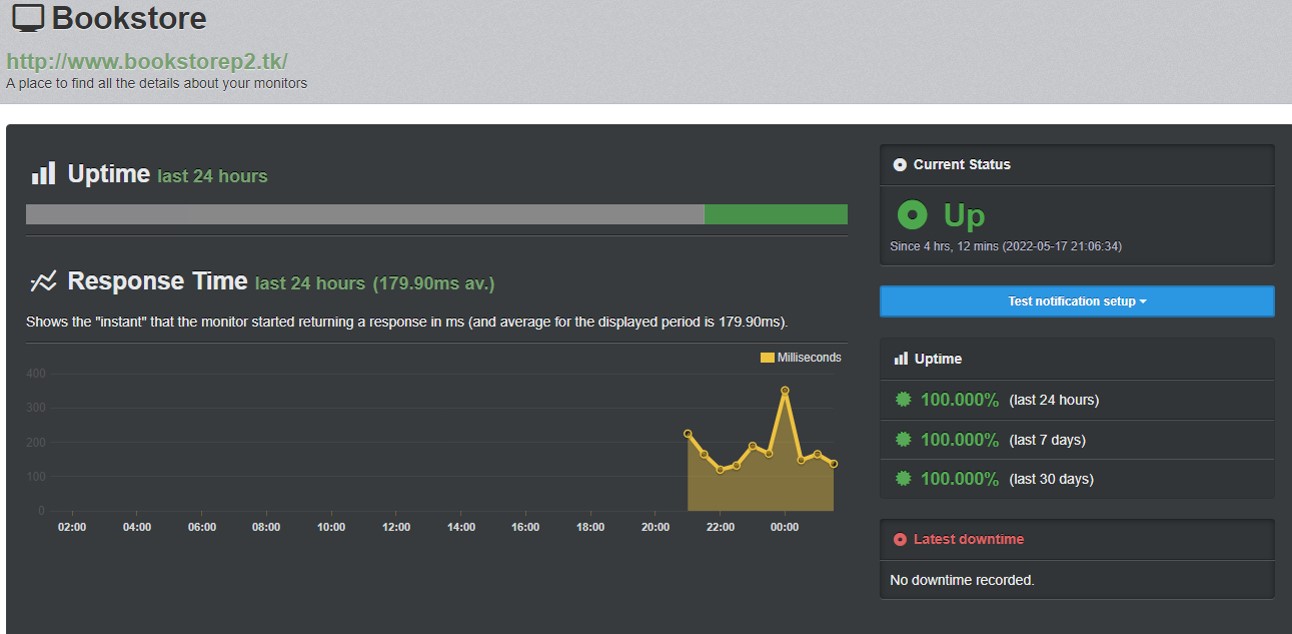 Bookstore
http://www.bookstorep2.tk/
A place to find all the details about your monitors
Uptime last 24 hours
Response Time last 24 hours (179.90ms av.)
Shows the "instant" that the monitor started returning a response in ms (and average for the displayed period is 179.90ms).
Milliseconds
400
300
200
100
0
02:00 04:00 06:00 08:00 10:00 12:00 14:00 16:00 18:00 20:00 22:00 00:00
Current Status
Up
Since 4 hrs, 12 mins (2022-05-17 21:06:34)
Test notification setup
Uptime
100.000% (last 24 hours)
100.000% (last 7 days)
100.000% (last 30 days)
Latest downtime
No downtime recorded.